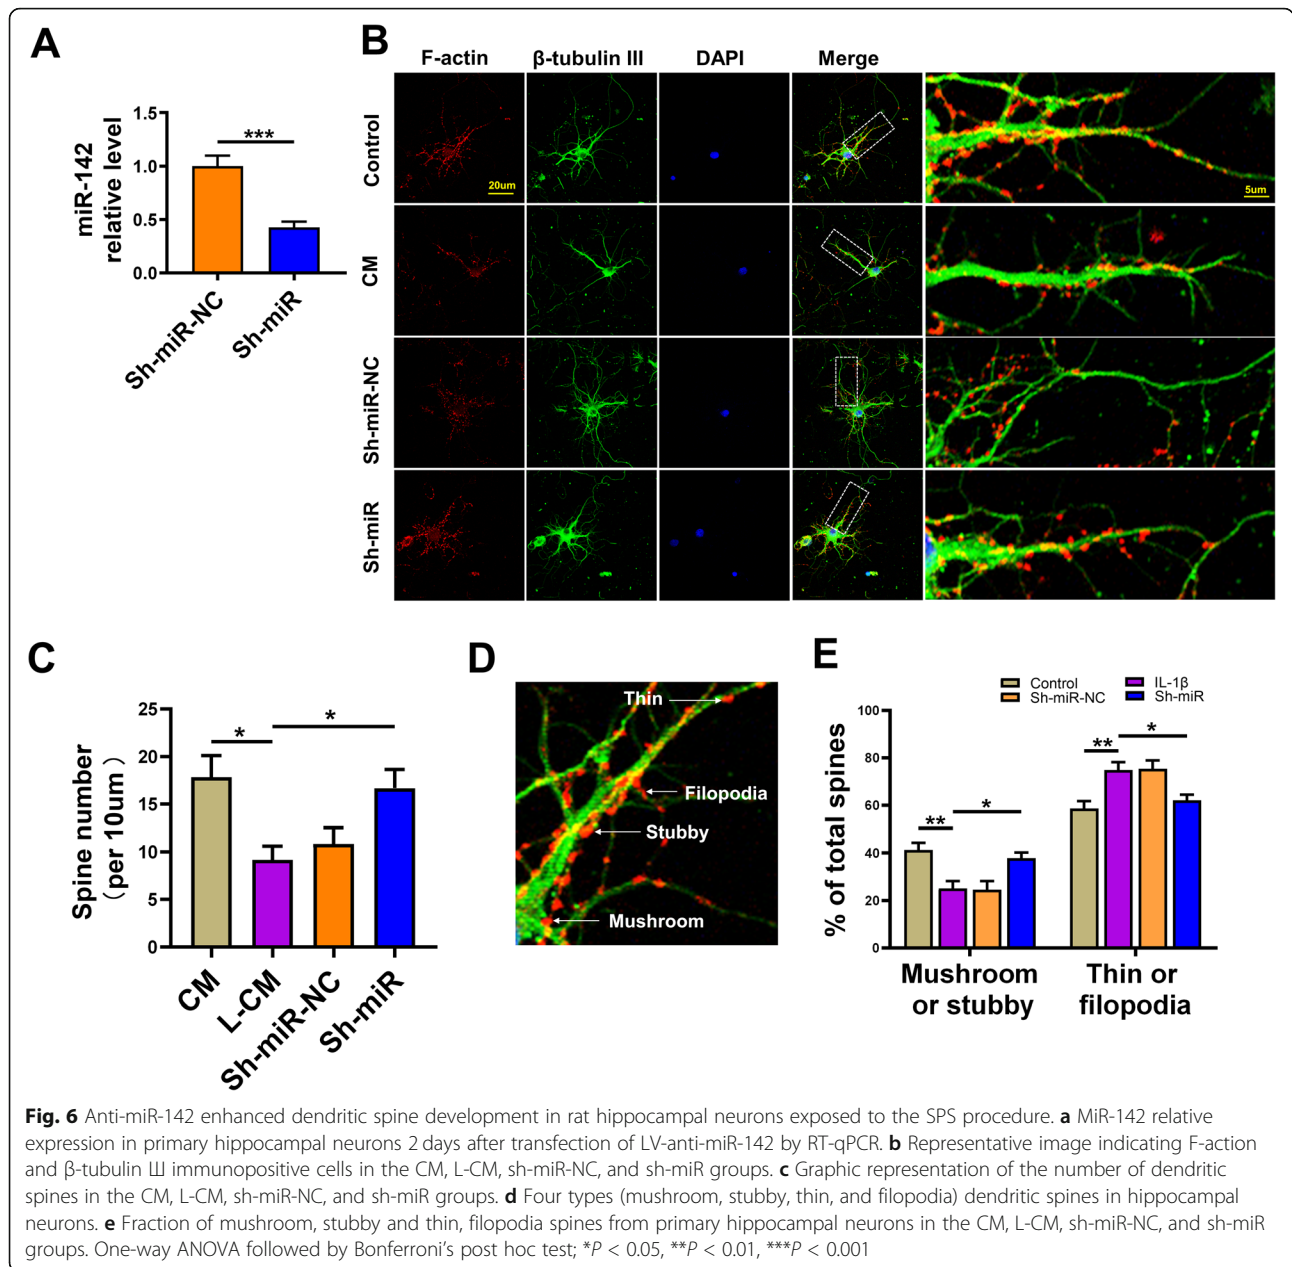 A
1.5
1.0
0.5
0.0
miR-142
relative level
***
Sh-miR-NC
Sh-miR
B
F-actin β-tubulin III DAPI Merge
Control
20um
5um
CM
Sh-miR-NC
Sh-miR
C
25
20
15
10
5
0
Spine number
(per 10um)
*
*
CM
L-CM
Sh-miR-NC
Sh-miR
D
Thin
Filopodia
Stubby
Mushroom
E
Control IL-1β
Sh-miR-NC Sh-miR
100
80
60
40
20
0
% of total spines
**
*
**
*
Mushroom
or stubby
Thin or
filopodia
Fig. 6 Anti-miR-142 enhanced dendritic spine development in rat hippocampal neurons exposed to the SPS procedure. a MiR-142 relative
expression in primary hippocampal neurons 2 days after transfection of LV-anti-miR-142 by RT-qPCR. b Representative image indicating F-action
and β-tubulin Ш immunopositive cells in the CM, L-CM, sh-miR-NC, and sh-miR groups. c Graphic representation of the number of dendritic
spines in the CM, L-CM, sh-miR-NC, and sh-miR groups. d Four types (mushroom, stubby, thin, and filopodia) dendritic spines in hippocampal
neurons. e Fraction of mushroom, stubby and thin, filopodia spines from primary hippocampal neurons in the CM, L-CM, sh-miR-NC, and sh-miR
groups. One-way ANOVA followed by Bonferroni's post hoc test; *P < 0.05, **P < 0.01, ***P < 0.001